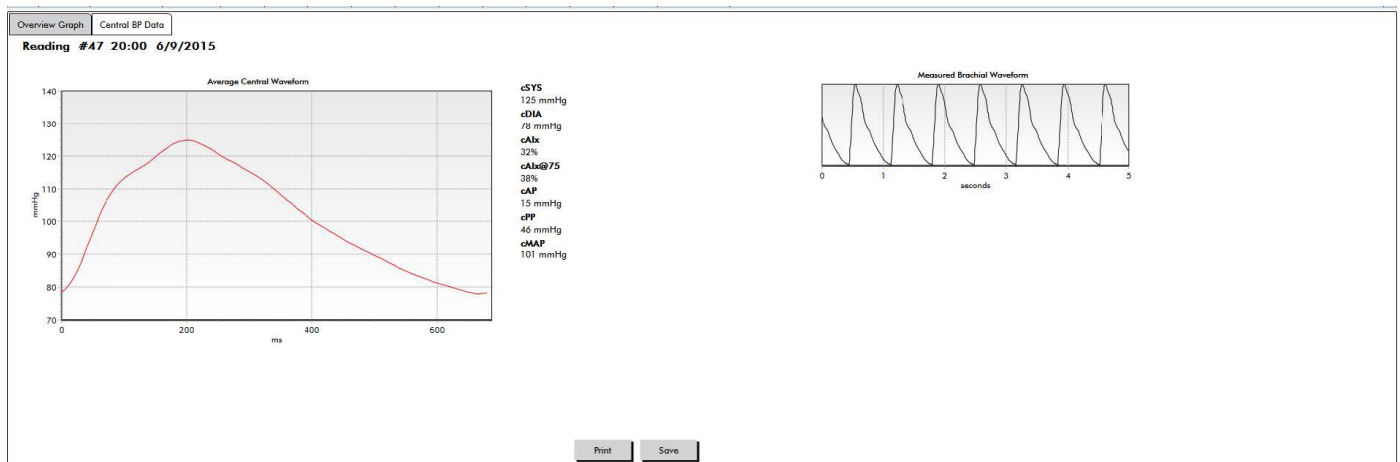 Overview Graph
Central BP Data
Reading #47 20:00 6/9/2015
Average Central Waveform
140
130
120
110
100
90
80
70
mmHg
0
200
400
600
ms
cSYS
125 mmHg
cDIA
78 mmHg
cAIx
32%
cAIx@75
38%
cAP
15 mmHg
cPP
46 mmHg
cMAP
101 mmHg
Measured Brachial Waveform
0
1
2
3
4
5
seconds
Print
Save